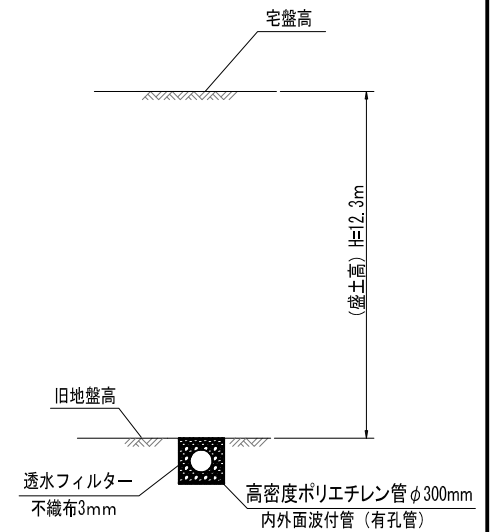 宅盤高
(盛土高) H=12.3m
旧地盤高
透水フィルター
不織布3mm
高密度ポリエチレン管φ300mm
内外面波付管（有孔管）